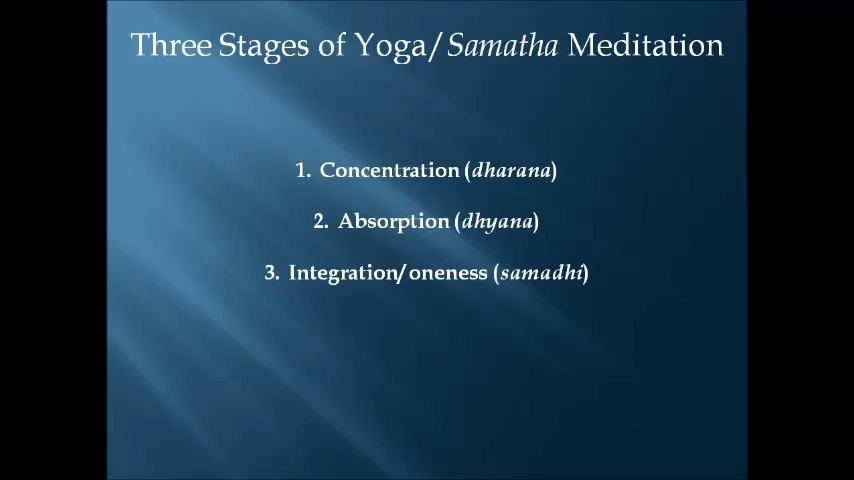 Three Stages of Yoga/Samatha Meditation
1. Concentration (dharana)
2. Absorption (dhyana)
3. Integration/oneness (samadhi)